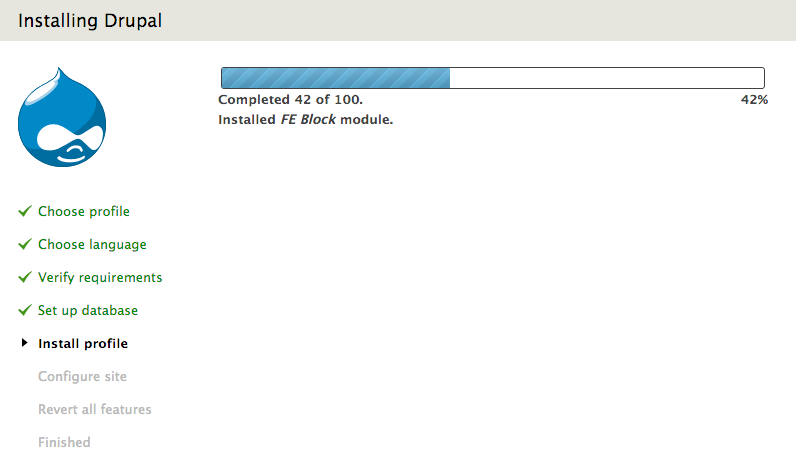 Installing Drupal
Completed 42 of 100.
42%
Installed FE Block module.
Choose profile
Choose language
Verify requirements
Set up database
Install profile
Configure site
Revert all features
Finished